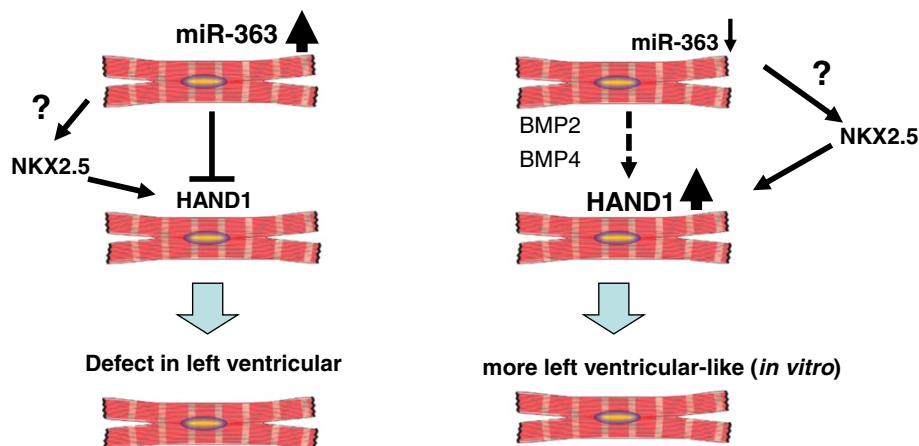 miR-363
?
NKX2.5
HAND1
Defect in left ventricular
miR-363
?
BMP2
BMP4
NKX2.5
HAND1
more left ventricular-like (in vitro)